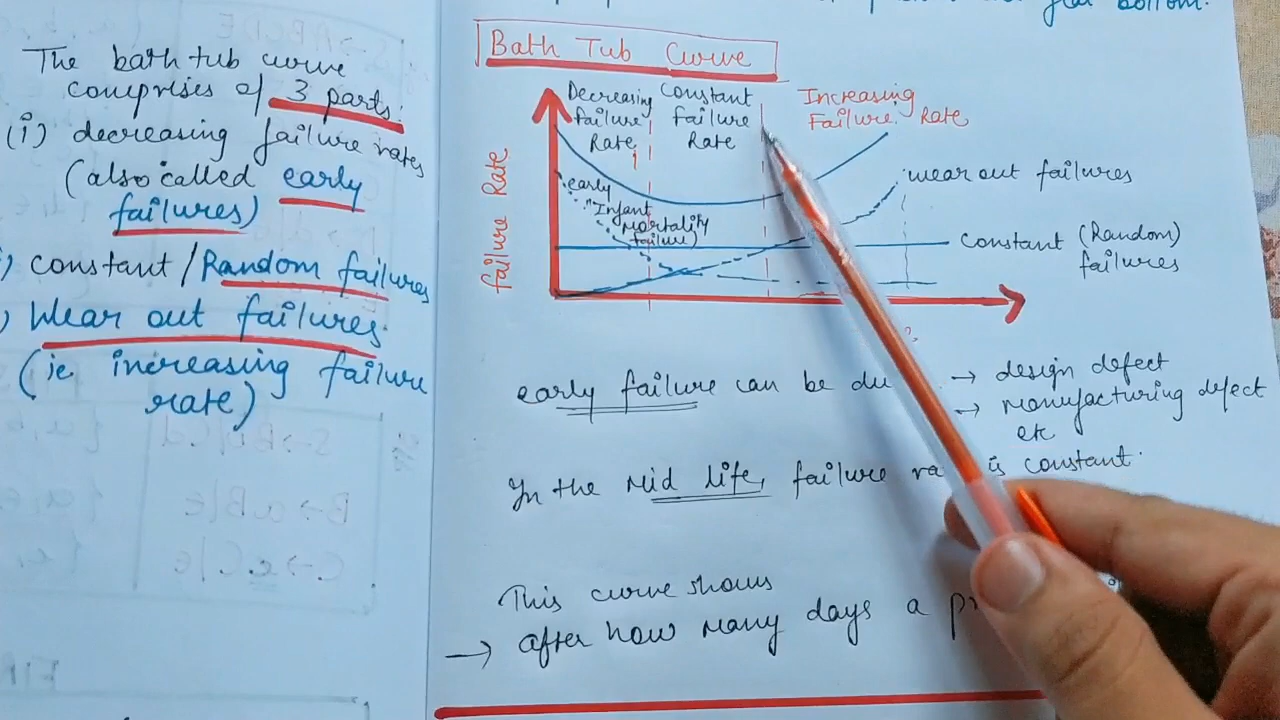 The bath tub curve
comprises of 3 parts:
(i) decreasing failure rates
(also called early
failures)
) constant/Random failures
) Wear out failures.
(ie increasing failure
rate)
flat bottom.
Bath Tub Curve
Decreasing
failure
Rate
Constant
failure
Rate
Increasing
Failure Rate
failure Rate
early
"Infant
mortality
failure)
wear out failures
constant (Random)
failures
early failure can be du
→ design defect
→ manufacturing defect
etc
In the mid life, failure ra is constant.
This curve shows
→ after how many days a pr